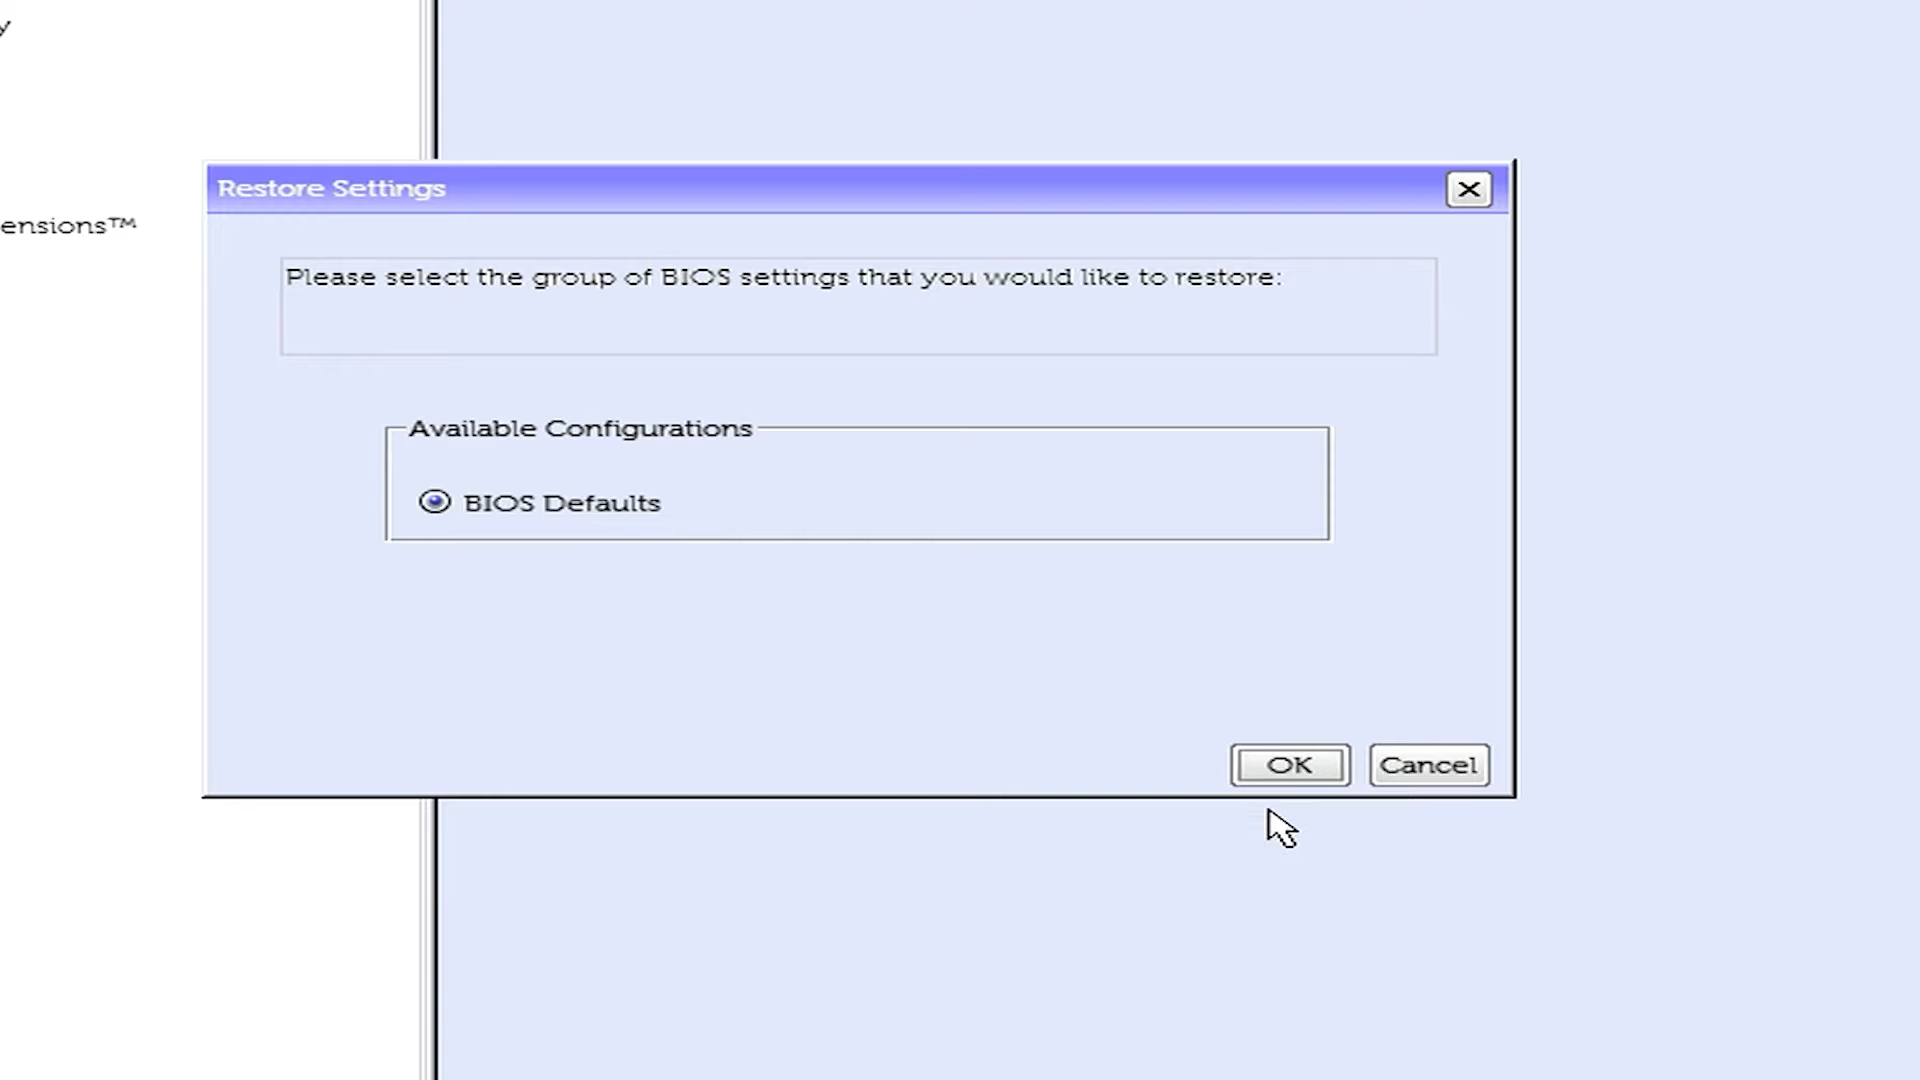 y
Restore Settings
ensions™
Please select the group of BIOS settings that you would like to restore:
Available Configurations
BIOS Defaults
OK
Cancel